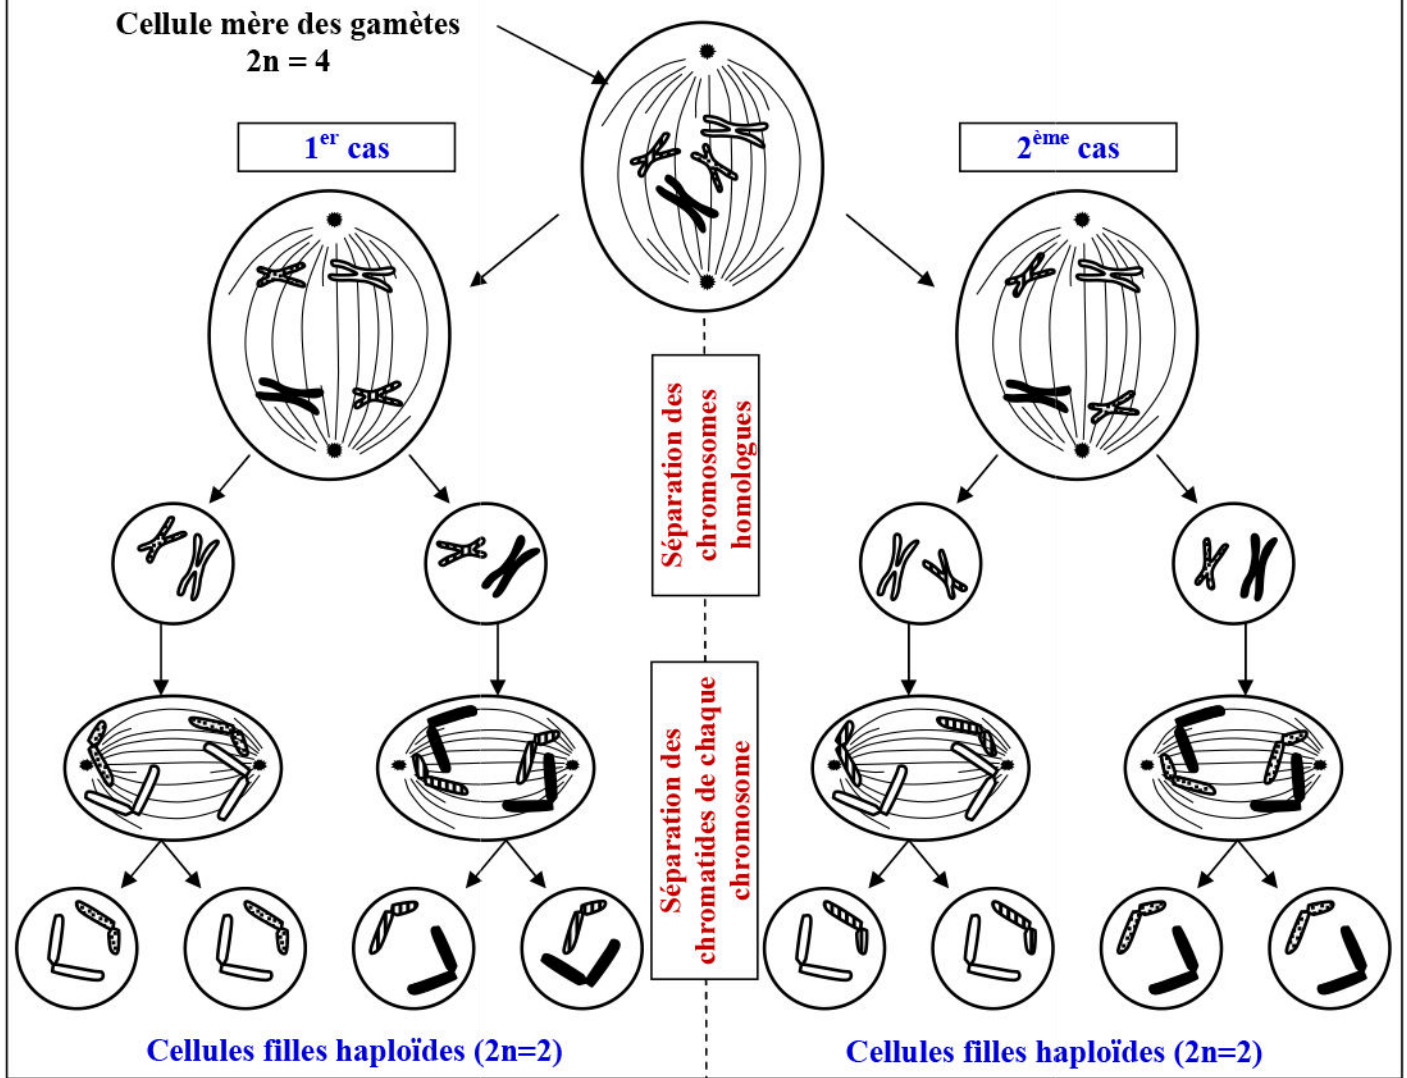 Cellule mère des gamètes
2n = 4
1er cas
2ème cas
Séparation des
chromosomes
homologues
Séparation des
chromatides de chaque
chromosome
Cellules filles haploïdes (2n=2)
Cellules filles haploïdes (2n=2)